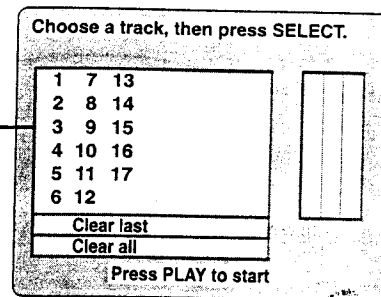 Choose a track, then press SELECT.
1 7 13
2 8 14
3 9 15
4 10 16
5 11 17
6 12
Clear last
Clear all
Press PLAY to start